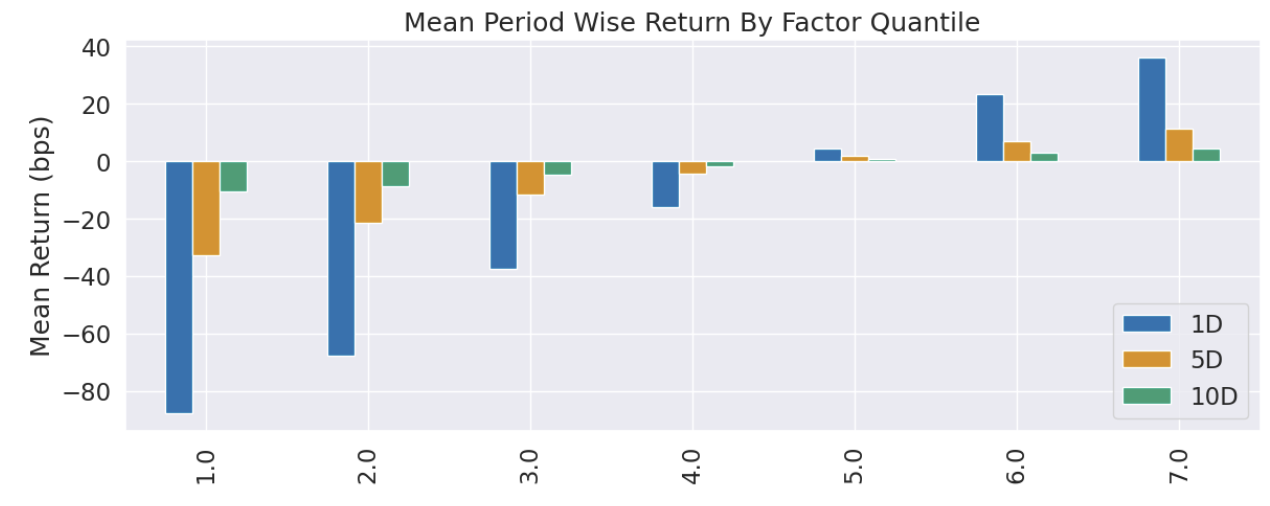 Mean Period Wise Return By Factor Quantile
Mean Return (bps)
40
20
0
−20
−40
−60
−80
1.0
2.0
3.0
4.0
5.0
6.0
7.0
1D
5D
10D